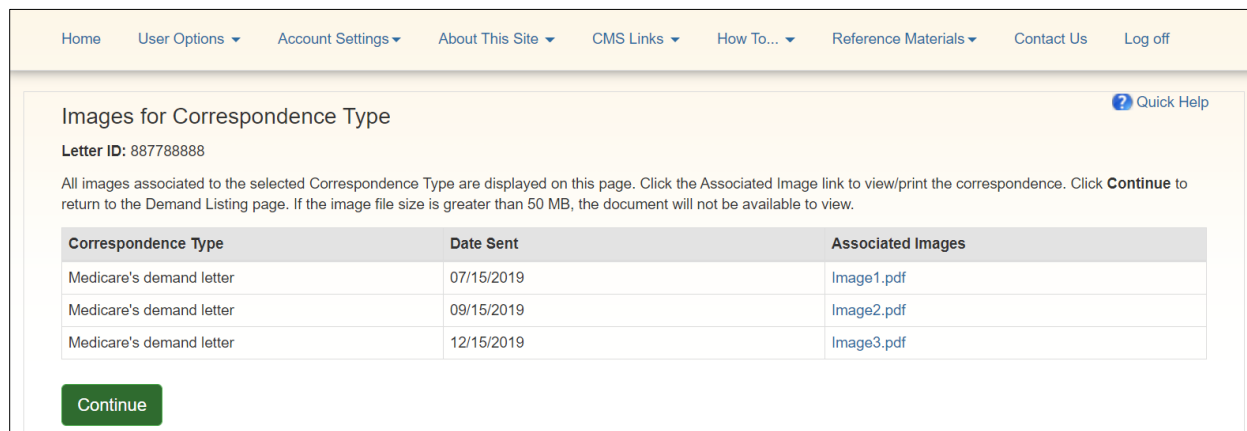 Home User Options Account Settings About This Site CMS Links How To... Reference Materials Contact Us Log off
Quick Help
Images for Correspondence Type
Letter ID: 887788888
All images associated to the selected Correspondence Type are displayed on this page. Click the Associated Image link to view/print the correspondence. Click Continue to
return to the Demand Listing page. If the image file size is greater than 50 MB, the document will not be available to view.
Correspondence Type Date Sent Associated Images
Medicare's demand letter 07/15/2019 Image1.pdf
Medicare's demand letter 09/15/2019 Image2.pdf
Medicare's demand letter 12/15/2019 Image3.pdf
Continue